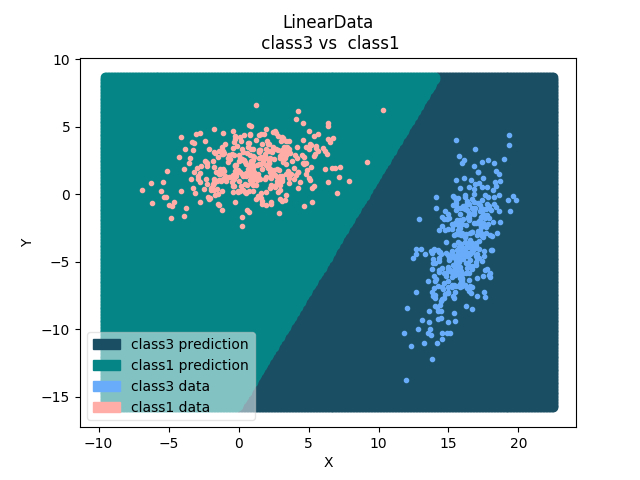 LinearData
class3 vs  class1
10
5
0
−5
−10
−15
Y
class3 prediction
class1 prediction
class3 data
class1 data
−10 −5 0 5 10 15 20
X